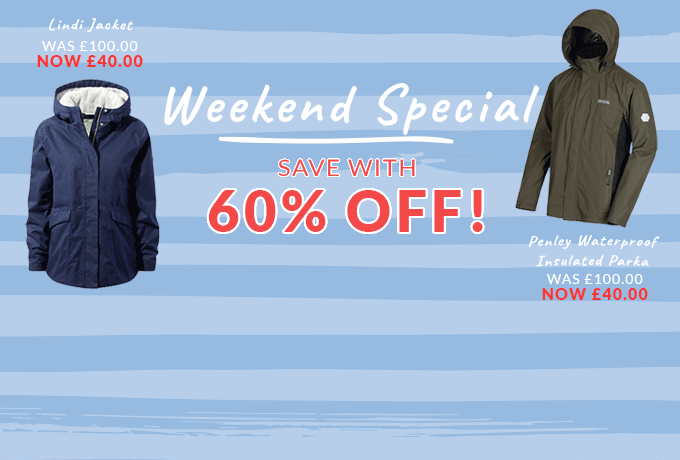 Lindi Jacket
WAS £100.00
NOW £40.00
Weekend Special
SAVE WITH
60% OFF!
Penley Waterproof
Insulated Parka
WAS £100.00
NOW £40.00